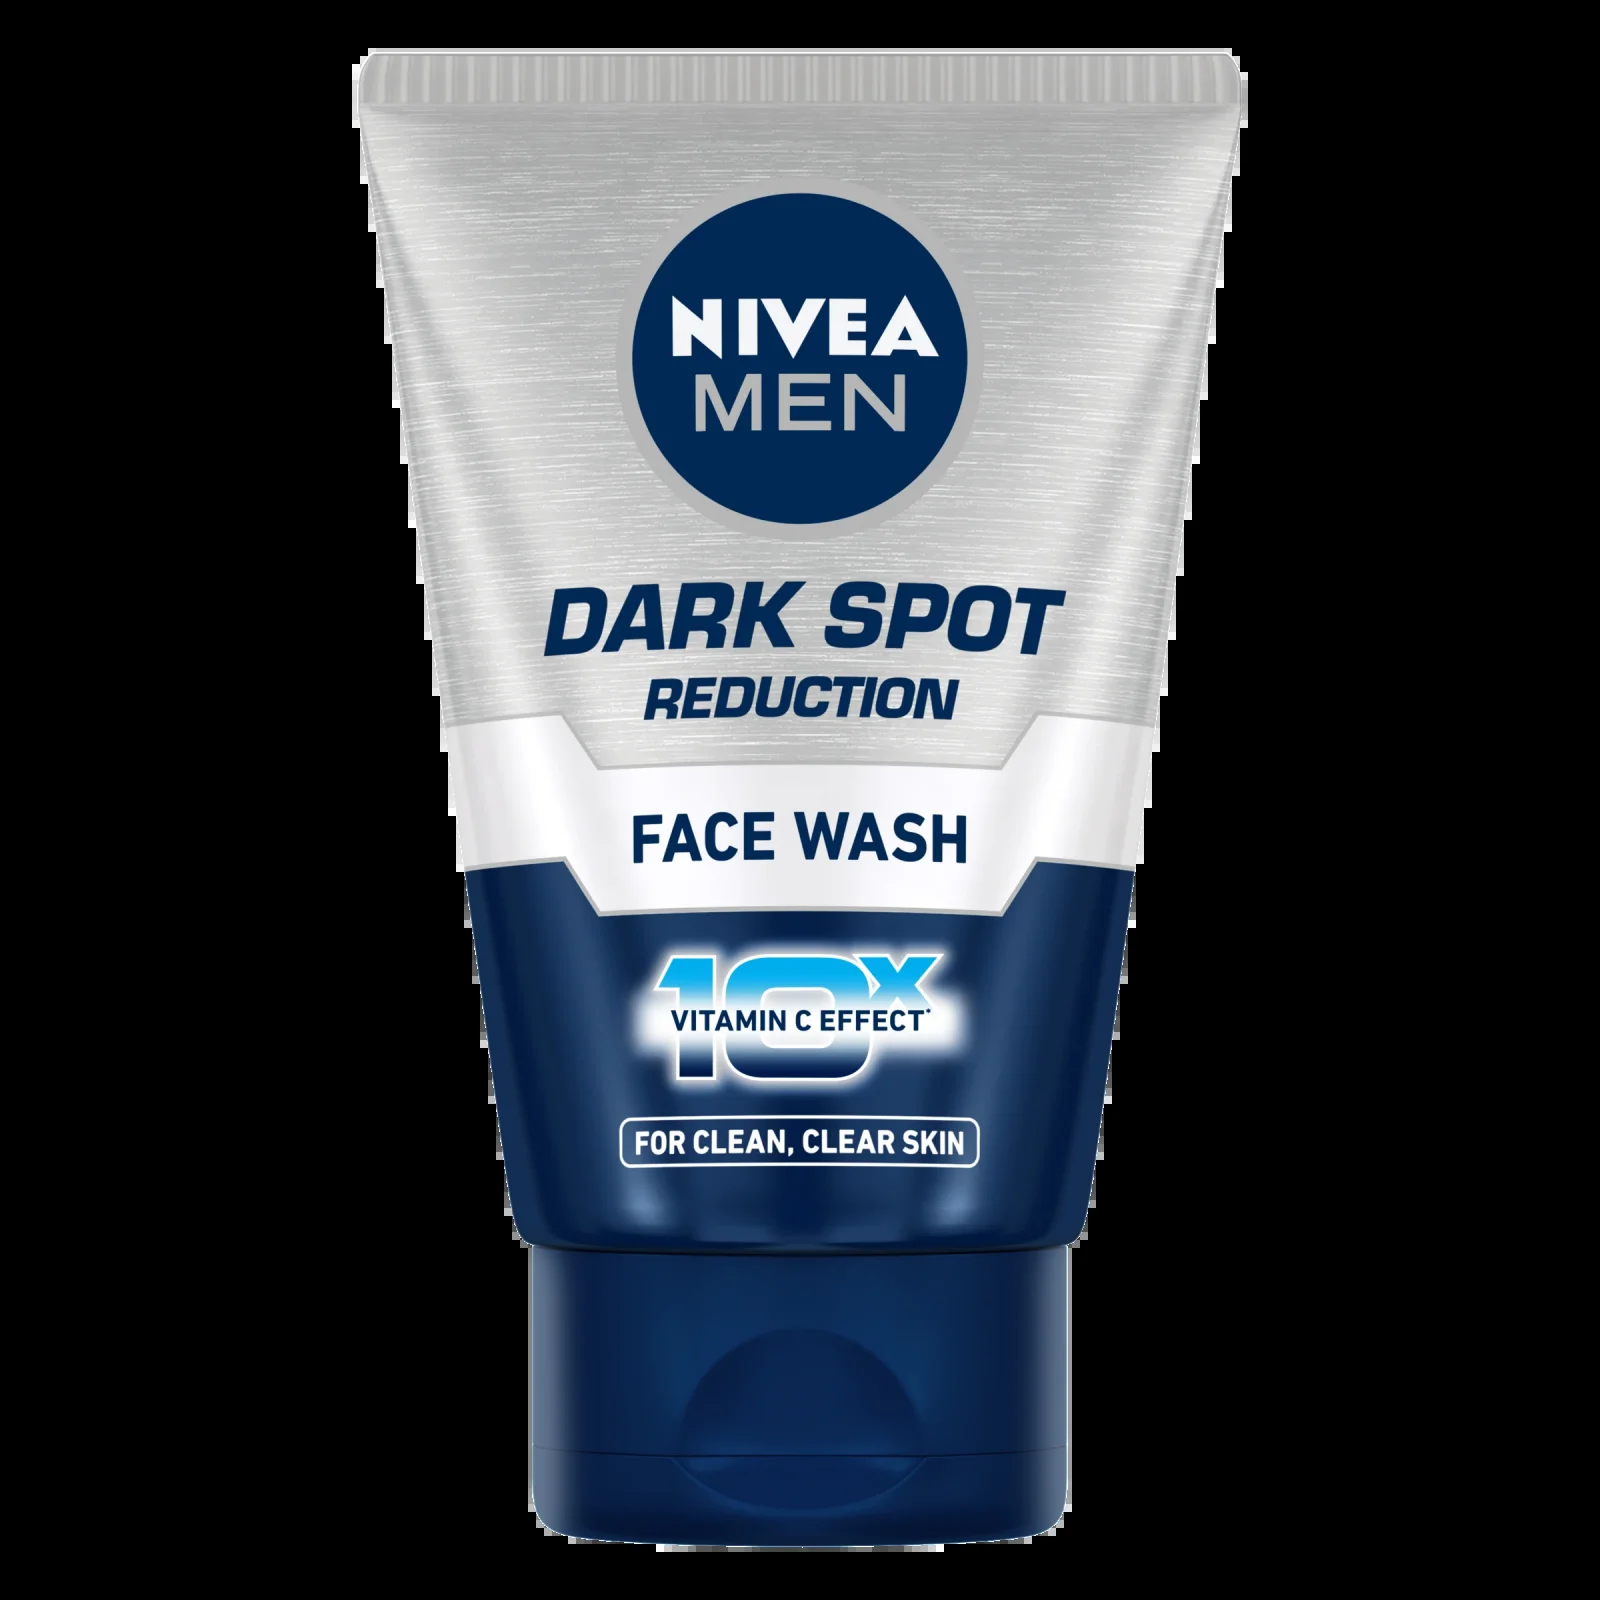 NIVEA
MEN
DARK SPOT
REDUCTION
FACE WASH
10X
VITAMIN C EFFECT*
FOR CLEAN, CLEAR SKIN